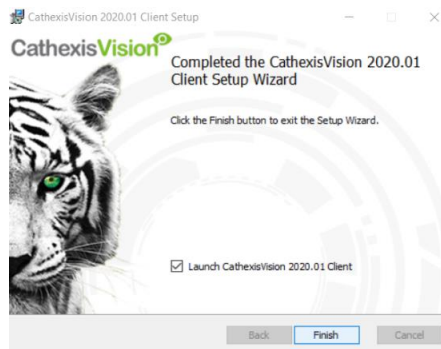 CathexisVision 2020.01 Client Setup
CathexisVision
Completed the CathexisVision 2020.01
Client Setup Wizard
Click the Finish button to exit the Setup Wizard.
Launch CathexisVision 2020.01 Client
Back Finish Cancel